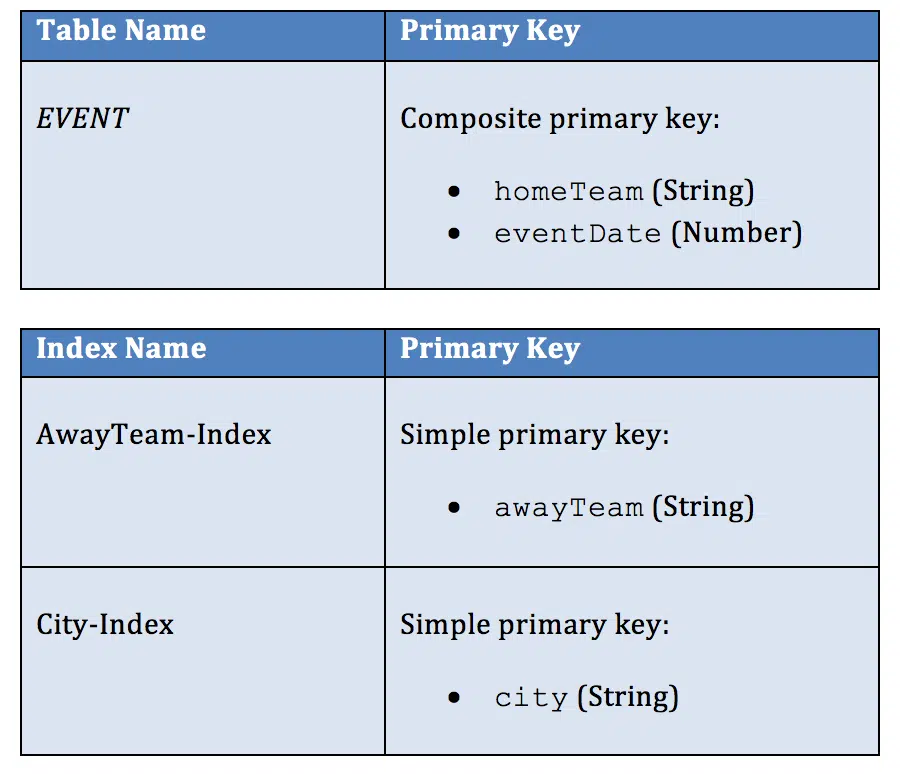 Table Name Primary Key
EVENT Composite primary key:
• homeTeam (String)
• eventDate (Number)
Index Name Primary Key
AwayTeam-Index Simple primary key:
• awayTeam (String)
City-Index Simple primary key:
• city (String)